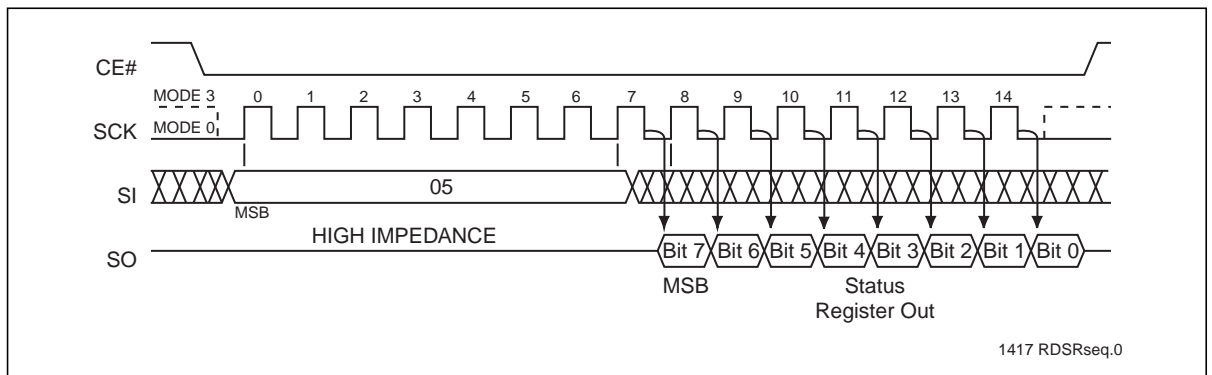 CE#
MODE 3
0 1 2 3 4 5 6 7 8 9 10 11 12 13 14
SCK
MODE 0
SI
05
MSB
HIGH IMPEDANCE
SO
Bit 7 Bit 6 Bit 5 Bit 4 Bit 3 Bit 2 Bit 1 Bit 0
MSB
Status
Register Out
1417 RDSRseq.0